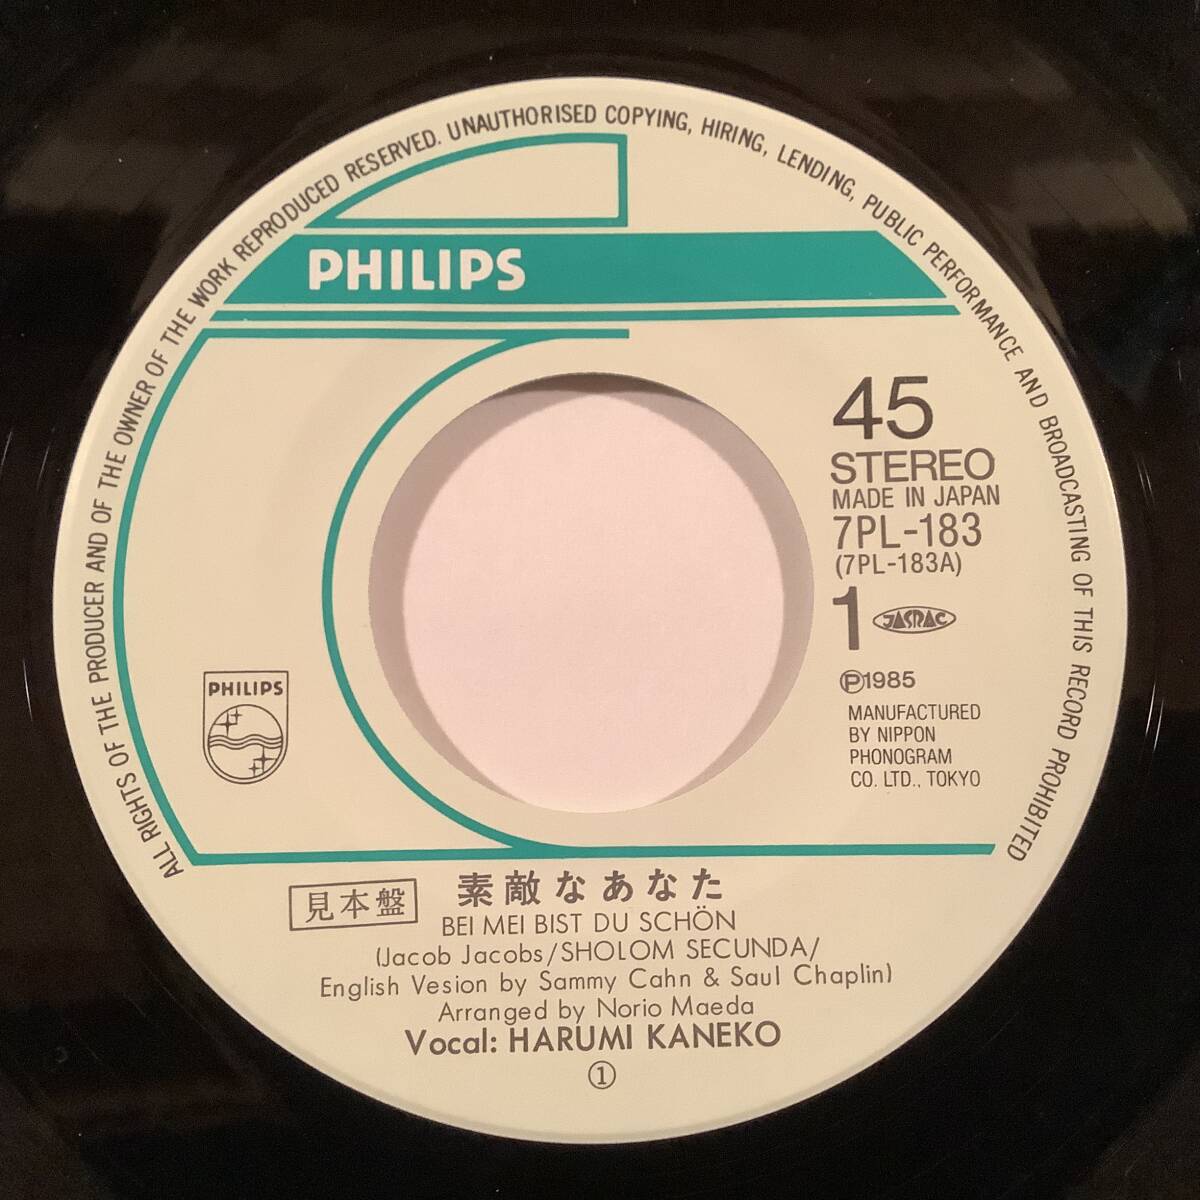 ALL RIGHTS OF THE PRODUCER AND OF THE OWNER OF THE WORK REPRODUCED RESERVED. UNAUTHORISED COPYING, HIRING, LENDING, PUBLIC PERFORMANCE AND BROADCASTING OF THIS RECORD PROHIBITED
PHILIPS
45
STEREO
MADE IN JAPAN
7PL-183
(7PL-183A)
1 JASRAC
Ⓟ1985
MANUFACTURED
BY NIPPON
PHONOGRAM
CO. LTD., TOKYO
PHILIPS
見本盤 素敵なあなた
BEI MEI BIST DU SCHÖN
(Jacob Jacobs/SHOLOM SECUNDA/
English Vesion by Sammy Cahn & Saul Chaplin)
Arranged by Norio Maeda
Vocal: HARUMI KANEKO
①